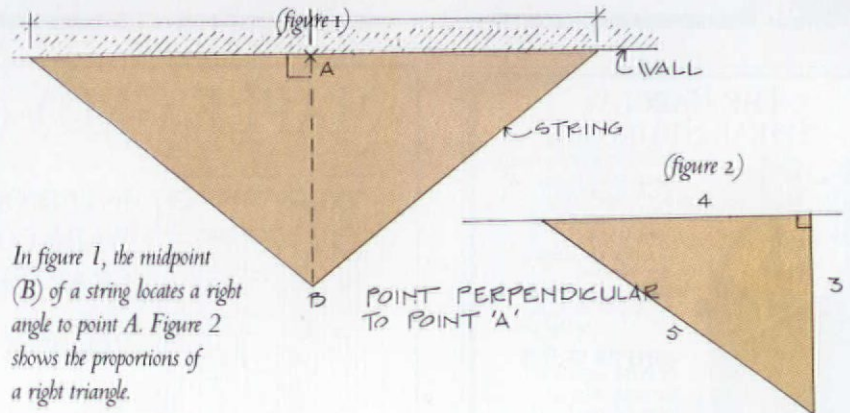 (figure 1)
A
WALL
STRING
(figure 2)
4
3
5
B
POINT PERPENDICULAR
TO POINT 'A'
In figure 1, the midpoint
(B) of a string locates a right
angle to point A. Figure 2
shows the proportions of
a right triangle.